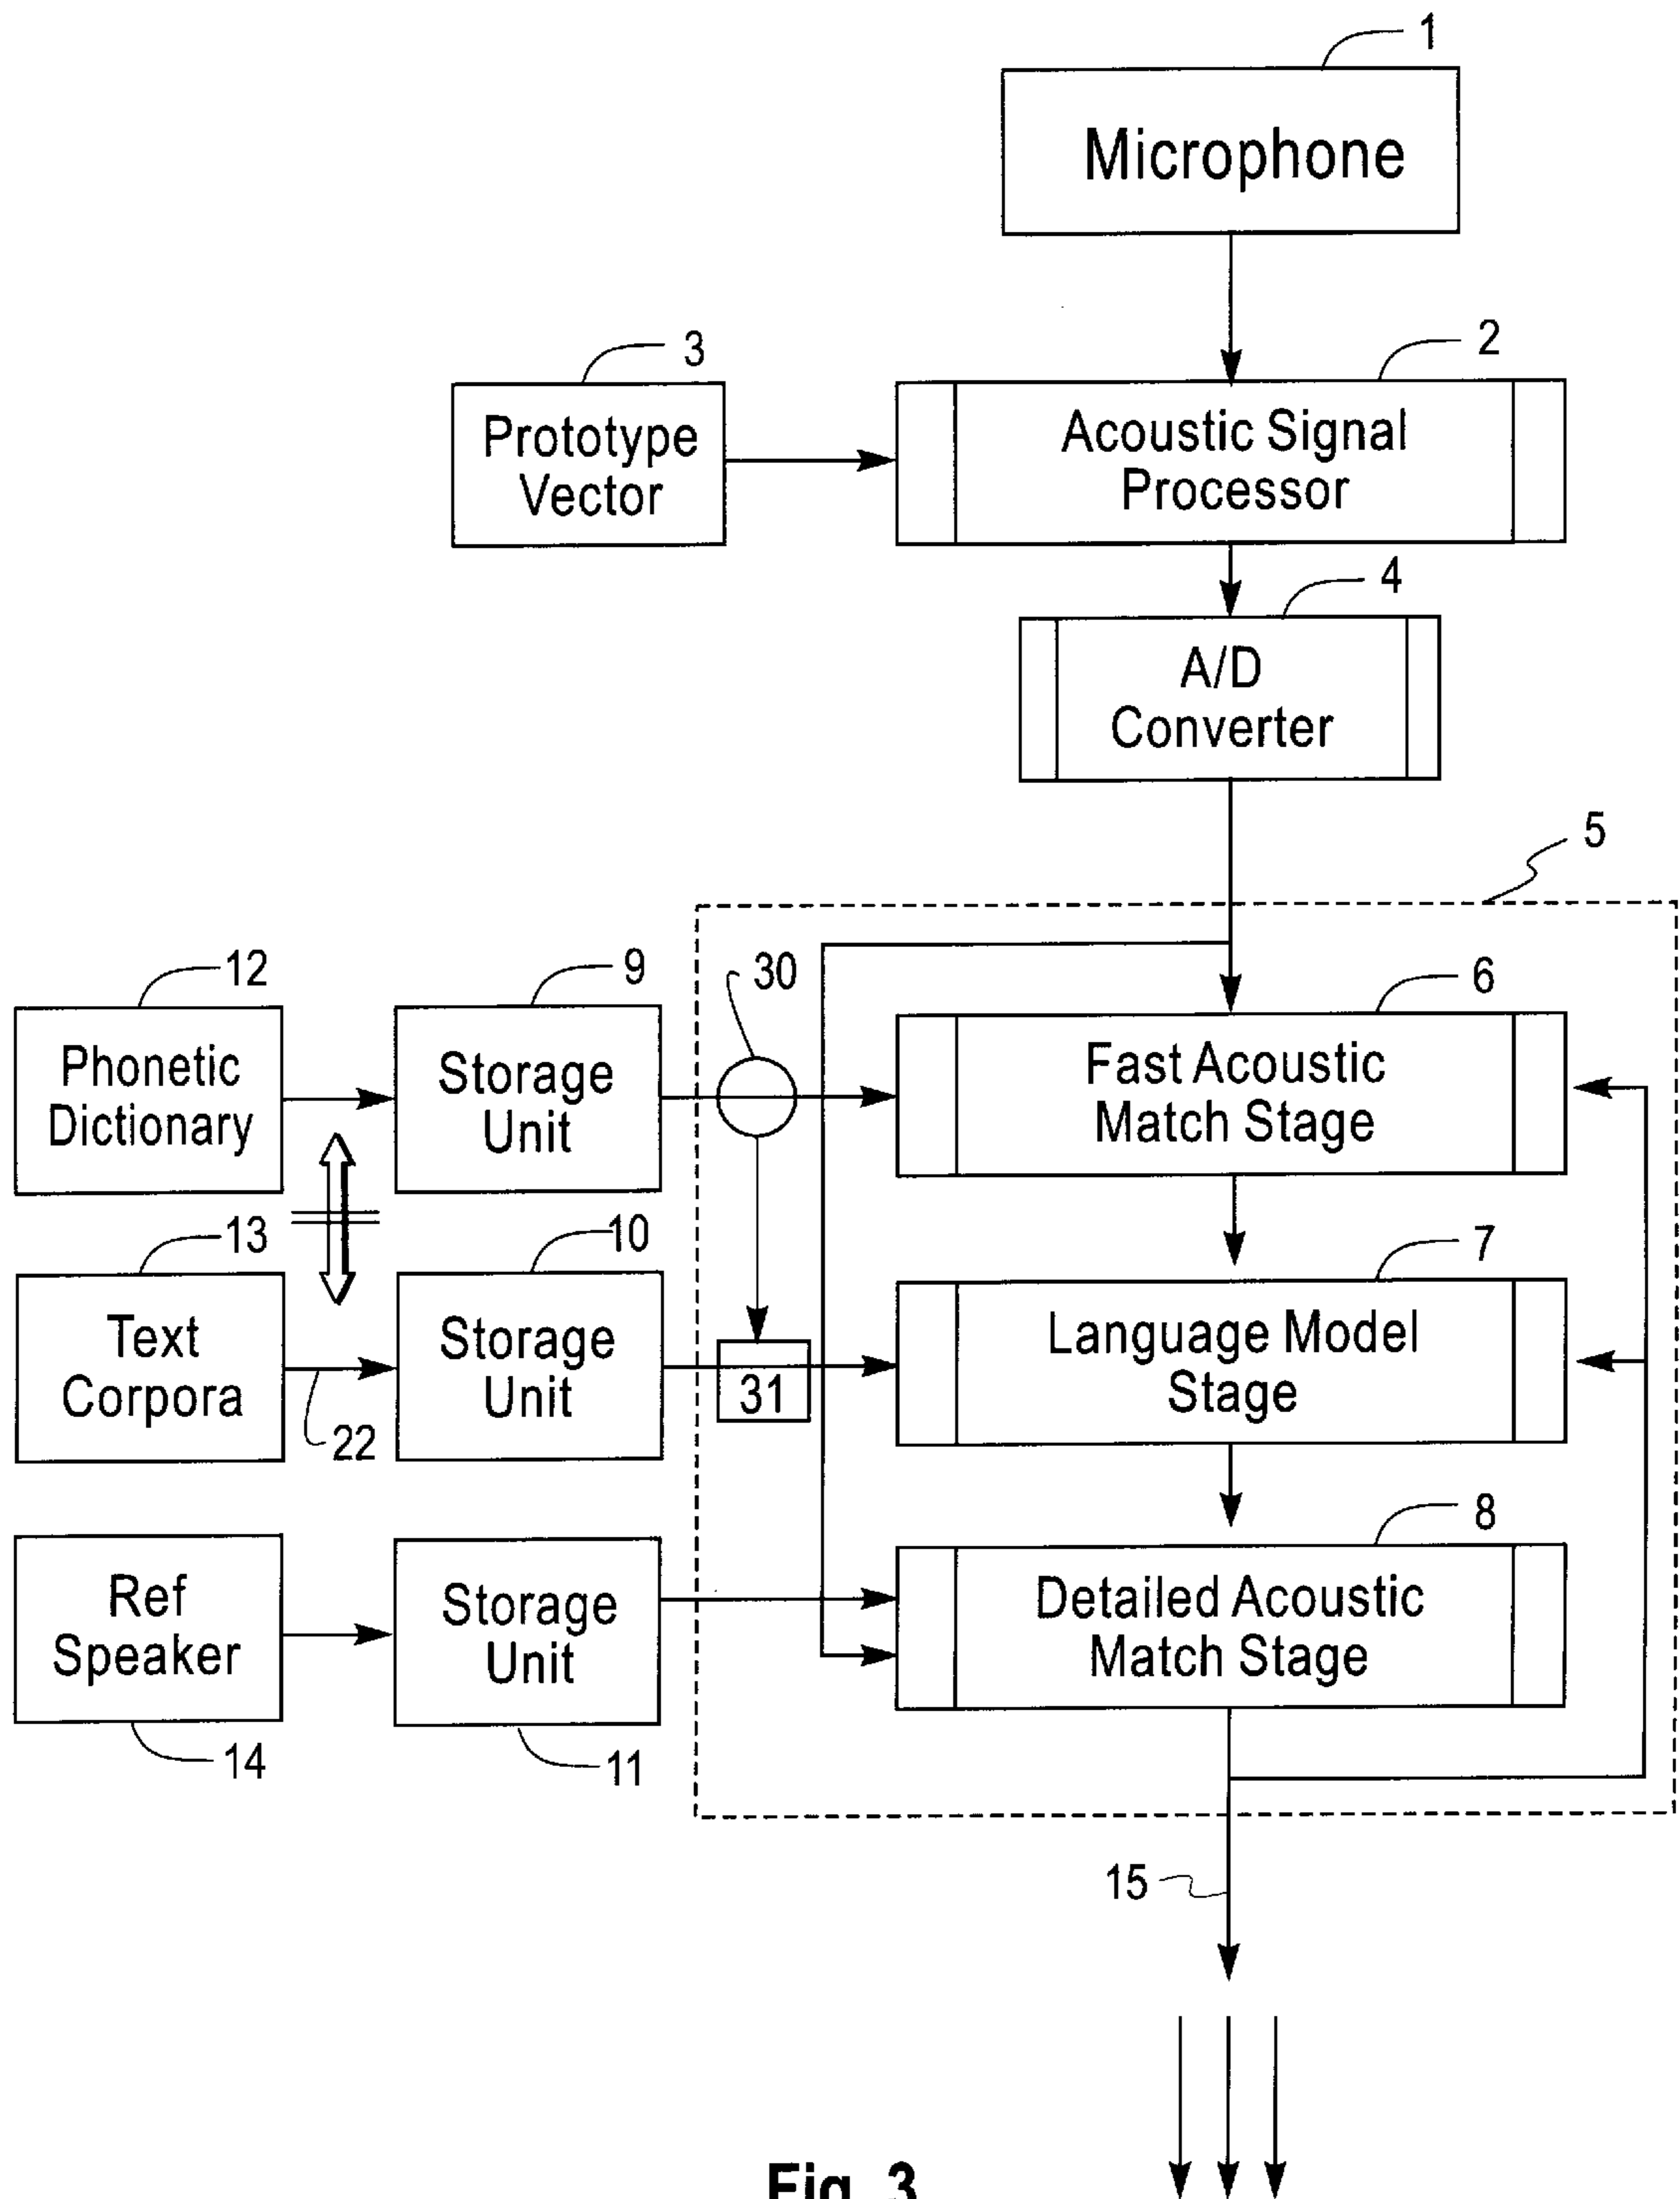 1
Microphone
3
2
Prototype
Vector
Acoustic Signal
Processor
4
A/D
Converter
5
12
9
30
6
Phonetic
Dictionary
Storage
Unit
Fast Acoustic
Match Stage
13
10
7
Text
Corpora
Storage
Unit
31
Language Model
Stage
22
8
Ref
Speaker
Storage
Unit
Detailed Acoustic
Match Stage
14
11
15
Fig. 3